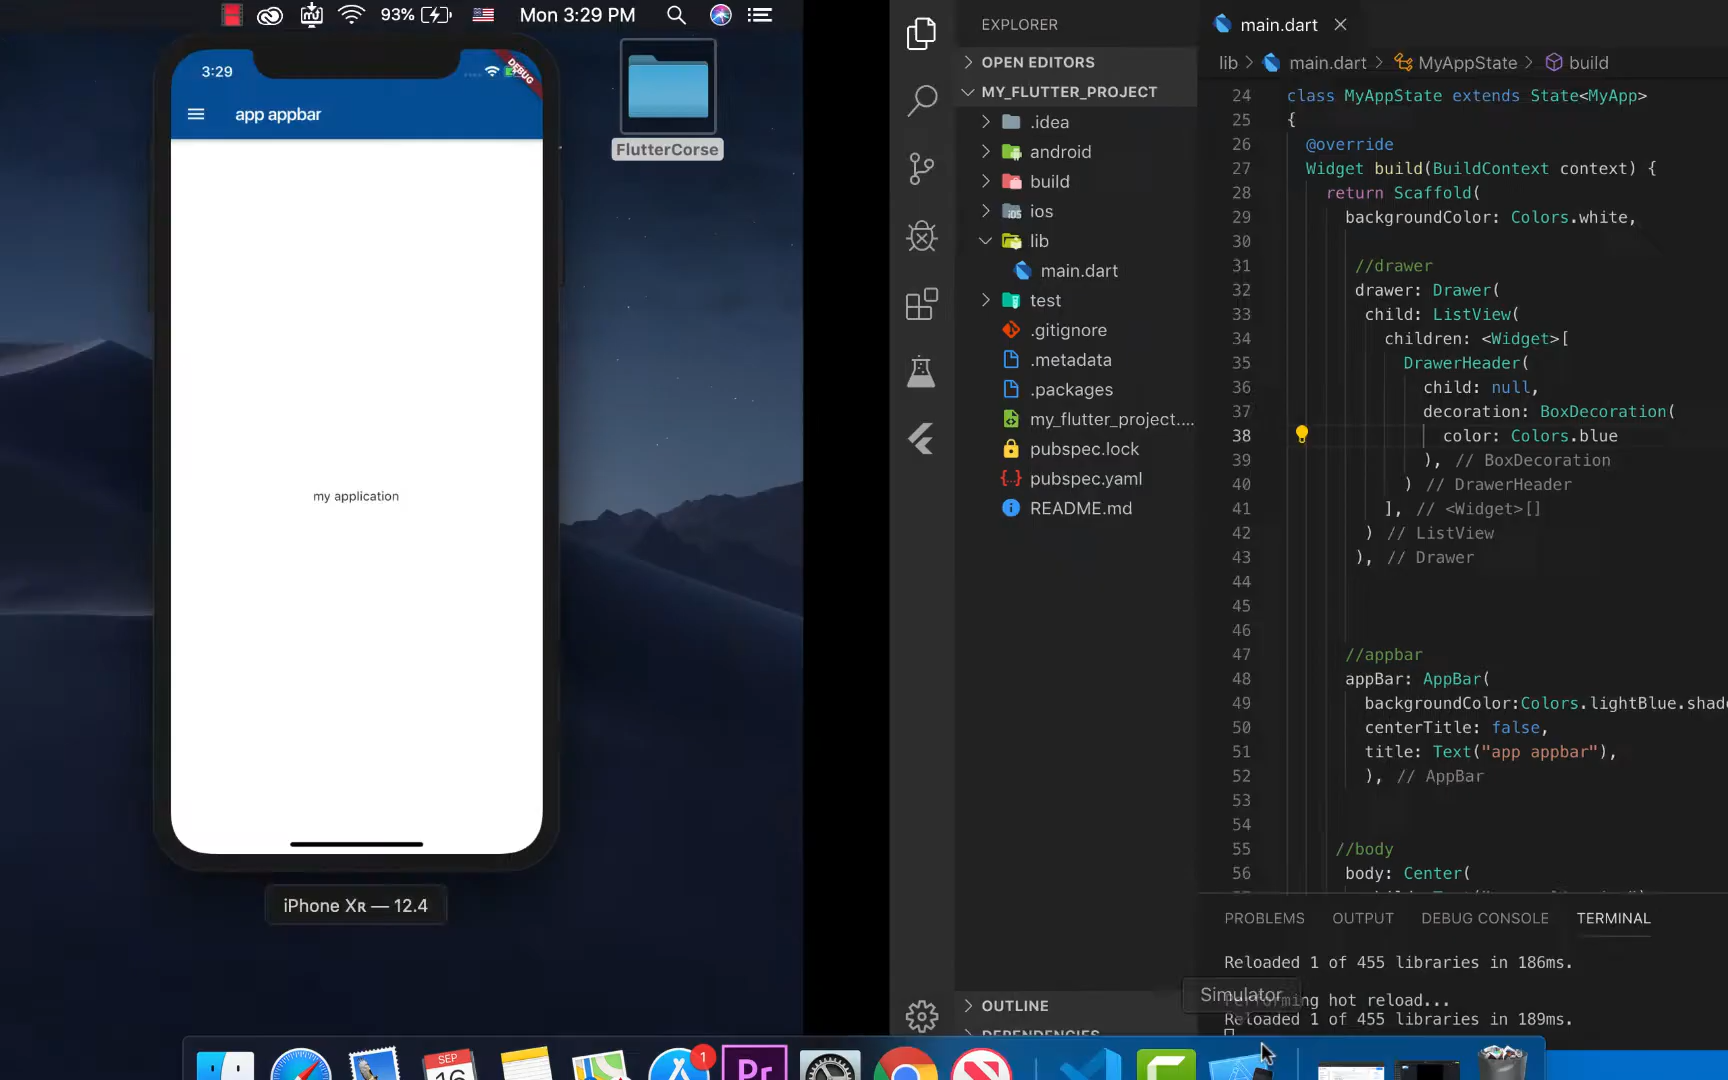 93%
Mon 3:29 PM
3:29
DEBUG
app appbar
FlutterCorse
my application
iPhone Xʀ — 12.4
EXPLORER
OPEN EDITORS
MY_FLUTTER_PROJECT
.idea
android
build
ios
lib
main.dart
test
.gitignore
.metadata
.packages
my_flutter_project....
pubspec.lock
pubspec.yaml
README.md
OUTLINE
DEPENDENCIES
main.dart
lib > main.dart > MyAppState > build
24 class MyAppState extends State<MyApp>
25 {
26 @override
27 Widget build(BuildContext context) {
28 return Scaffold(
29 backgroundColor: Colors.white,
30
31 //drawer
32 drawer: Drawer(
33 child: ListView(
34 children: <Widget>[
35 DrawerHeader(
36 child: null,
37 decoration: BoxDecoration(
38 color: Colors.blue
39 ), // BoxDecoration
40 ) // DrawerHeader
41 ], // <Widget>[]
42 ) // ListView
43 ), // Drawer
44
45
46
47 //appbar
48 appBar: AppBar(
49 backgroundColor:Colors.lightBlue.shad
50 centerTitle: false,
51 title: Text("app appbar"),
52 ), // AppBar
53
54
55 //body
56 body: Center(
PROBLEMS OUTPUT DEBUG CONSOLE TERMINAL
Reloaded 1 of 455 libraries in 186ms.
Simulator
Performing hot reload...
Reloaded 1 of 455 libraries in 189ms.
SEP
16
1
Pr